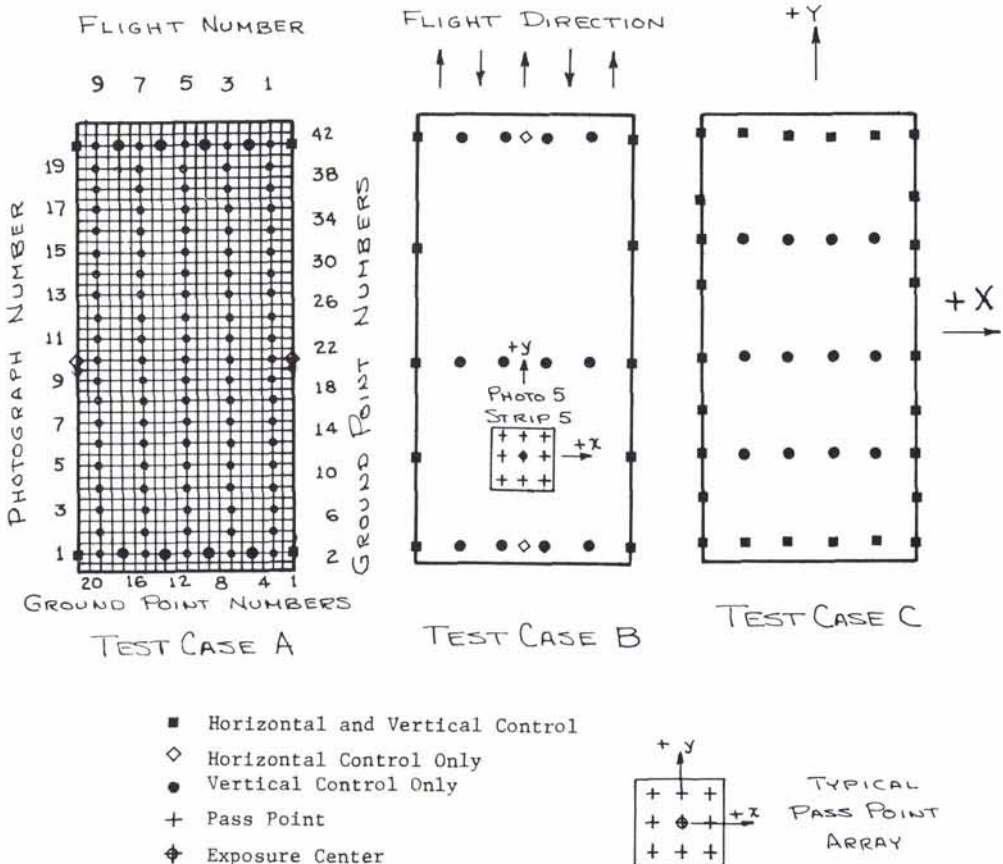 FLIGHT NUMBER
9 7 5 3 1
PHOTOGRAPH NUMBER
19
17
15
13
11
9
7
5
3
1
42
38
34
30
26
22
18
14
10
6
2
GROUND POINT NUMBERS
20 16 12 8 4 1
GROUND POINT NUMBERS
TEST CASE A
FLIGHT DIRECTION
+y
PHOTO 5
STRIP 5
+x
TEST CASE B
+Y
+X
TEST CASE C
Horizontal and Vertical Control
Horizontal Control Only
Vertical Control Only
Pass Point
Exposure Center
+ y
+x
TYPICAL
PASS POINT
ARRAY